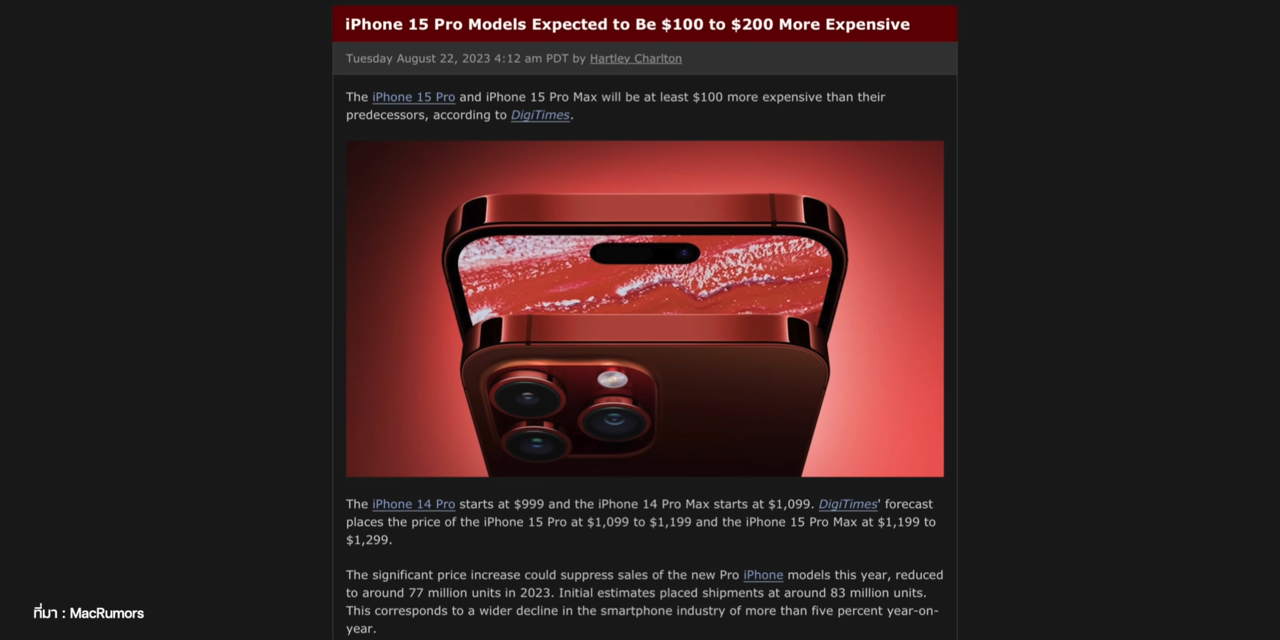 iPhone 15 Pro Models Expected to Be $100 to $200 More Expensive
Tuesday August 22, 2023 4:12 am PDT by Hartley Charlton
The iPhone 15 Pro and iPhone 15 Pro Max will be at least $100 more expensive than their
predecessors, according to DigiTimes.
The iPhone 14 Pro starts at $999 and the iPhone 14 Pro Max starts at $1,099. DigiTimes' forecast
places the price of the iPhone 15 Pro at $1,099 to $1,199 and the iPhone 15 Pro Max at $1,199 to
$1,299.
The significant price increase could suppress sales of the new Pro iPhone models this year, reduced
to around 77 million units in 2023. Initial estimates placed shipments at around 83 million units.
This corresponds to a wider decline in the smartphone industry of more than five percent year-on-
year.
ที่มา : MacRumors